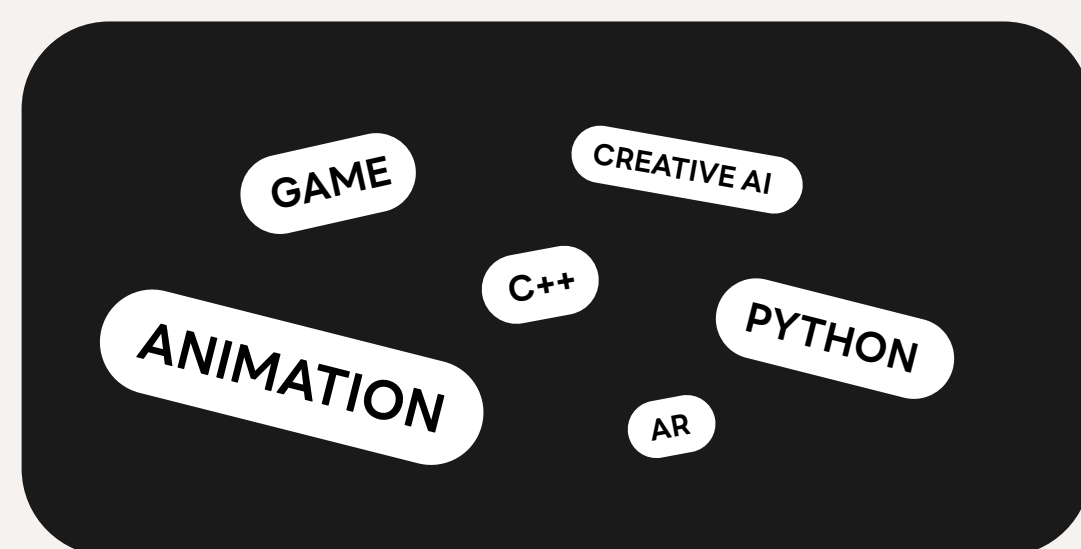 GAME
CREATIVE AI
C++
PYTHON
ANIMATION
AR